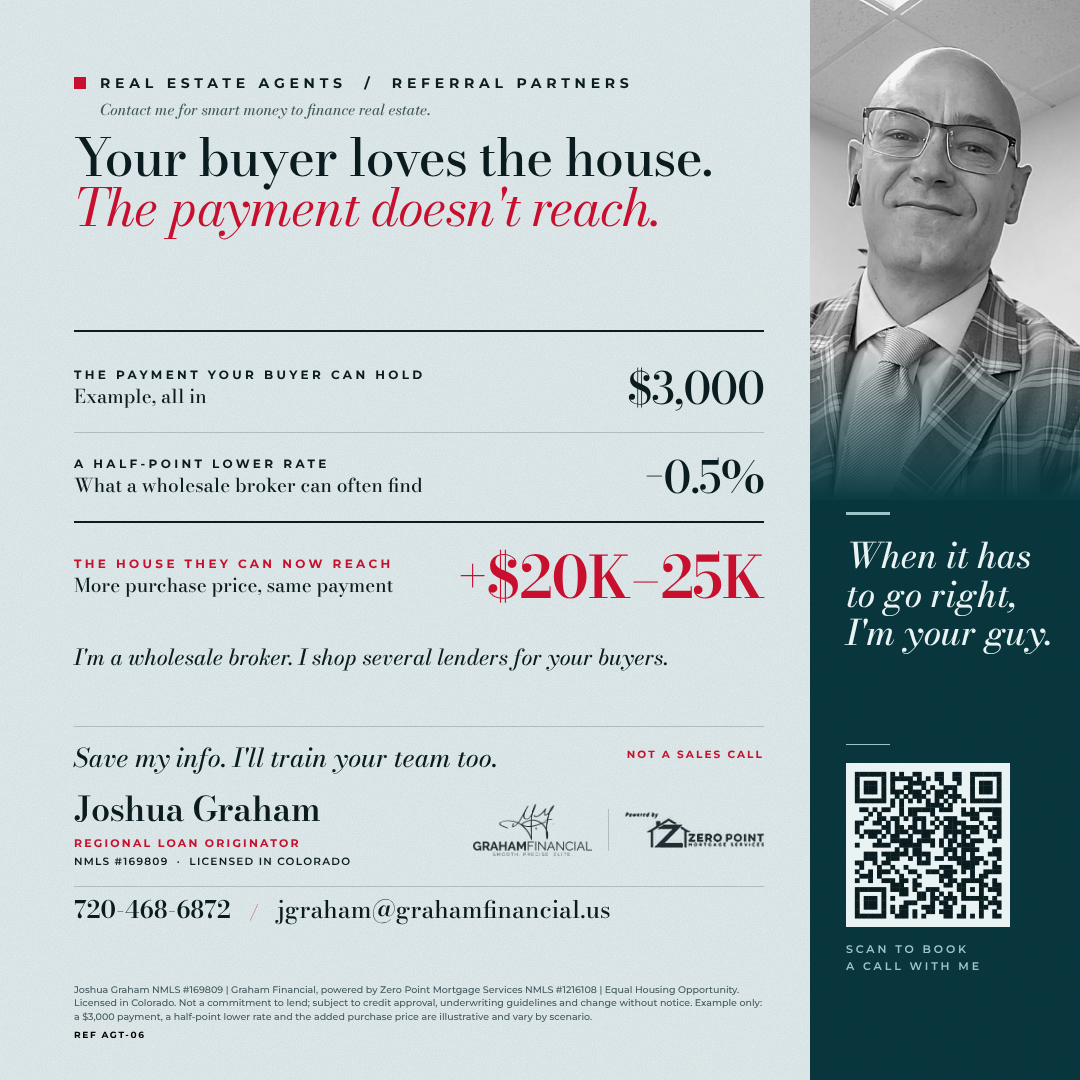 REAL ESTATE AGENTS / REFERRAL PARTNERS
Contact me for smart money to finance real estate.
Your buyer loves the house.
The payment doesn't reach.
THE PAYMENT YOUR BUYER CAN HOLD
Example, all in
$3,000
A HALF-POINT LOWER RATE
What a wholesale broker can often find
–0.5%
THE HOUSE THEY CAN NOW REACH
More purchase price, same payment
+$20K–25K
I'm a wholesale broker. I shop several lenders for your buyers.
Save my info. I'll train your team too.
NOT A SALES CALL
Joshua Graham
REGIONAL LOAN ORIGINATOR
NMLS #169809 · LICENSED IN COLORADO
GRAHAMFINANCIAL
SMOOTH. PRECISE. ELITE.
Powered by
ZERO POINT
MORTGAGE SERVICES
720-468-6872 / jgraham@grahamfinancial.us
Joshua Graham NMLS #169809 | Graham Financial, powered by Zero Point Mortgage Services NMLS #1216108 | Equal Housing Opportunity.
Licensed in Colorado. Not a commitment to lend; subject to credit approval, underwriting guidelines and change without notice. Example only:
a $3,000 payment, a half-point lower rate and the added purchase price are illustrative and vary by scenario.
REF AGT-06
When it has
to go right,
I'm your guy.
SCAN TO BOOK
A CALL WITH ME